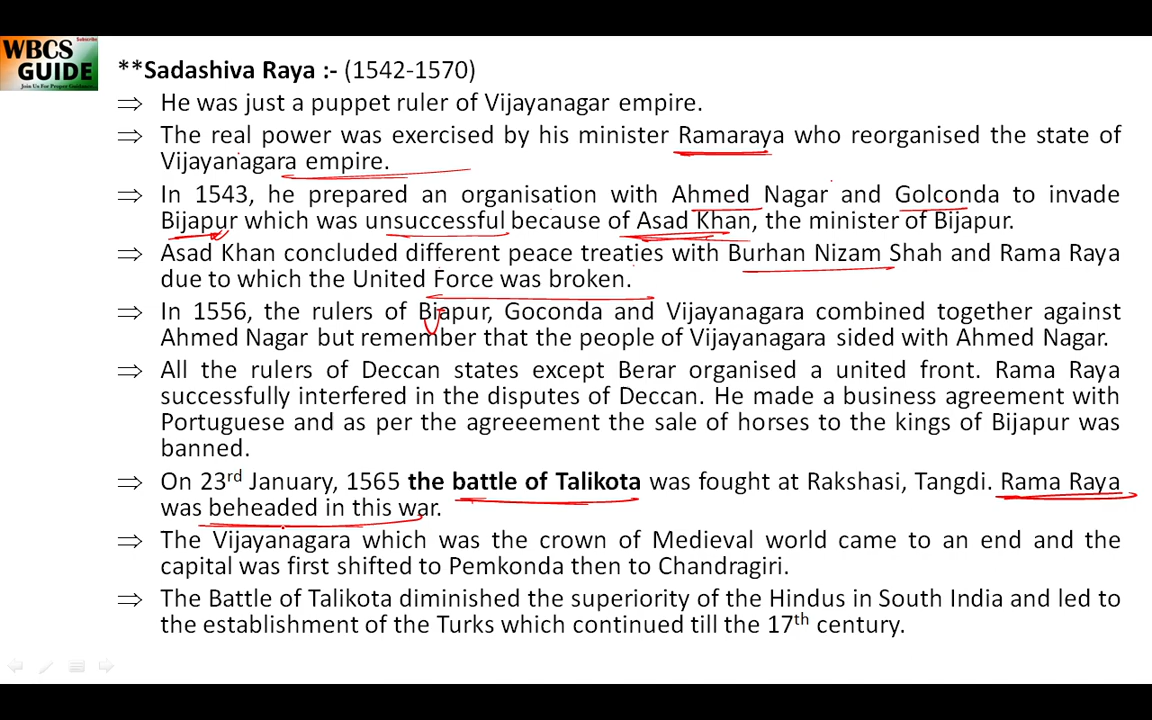 Subscribe
WBCS
GUIDE
Join Us For Proper Guidance
**Sadashiva Raya :- (1542-1570)
⇒ He was just a puppet ruler of Vijayanagar empire.
⇒ The real power was exercised by his minister Ramaraya who reorganised the state of
Vijayanagara empire.
⇒ In 1543, he prepared an organisation with Ahmed Nagar and Golconda to invade
Bijapur which was unsuccessful because of Asad Khan, the minister of Bijapur.
⇒ Asad Khan concluded different peace treaties with Burhan Nizam Shah and Rama Raya
due to which the United Force was broken.
⇒ In 1556, the rulers of Bjapur, Goconda and Vijayanagara combined together against
Ahmed Nagar but remember that the people of Vijayanagara sided with Ahmed Nagar.
⇒ All the rulers of Deccan states except Berar organised a united front. Rama Raya
successfully interfered in the disputes of Deccan. He made a business agreement with
Portuguese and as per the agreeement the sale of horses to the kings of Bijapur was
banned.
⇒ On 23rd January, 1565 the battle of Talikota was fought at Rakshasi, Tangdi. Rama Raya
was beheaded in this war.
⇒ The Vijayanagara which was the crown of Medieval world came to an end and the
capital was first shifted to Pemkonda then to Chandragiri.
⇒ The Battle of Talikota diminished the superiority of the Hindus in South India and led to
the establishment of the Turks which continued till the 17th century.